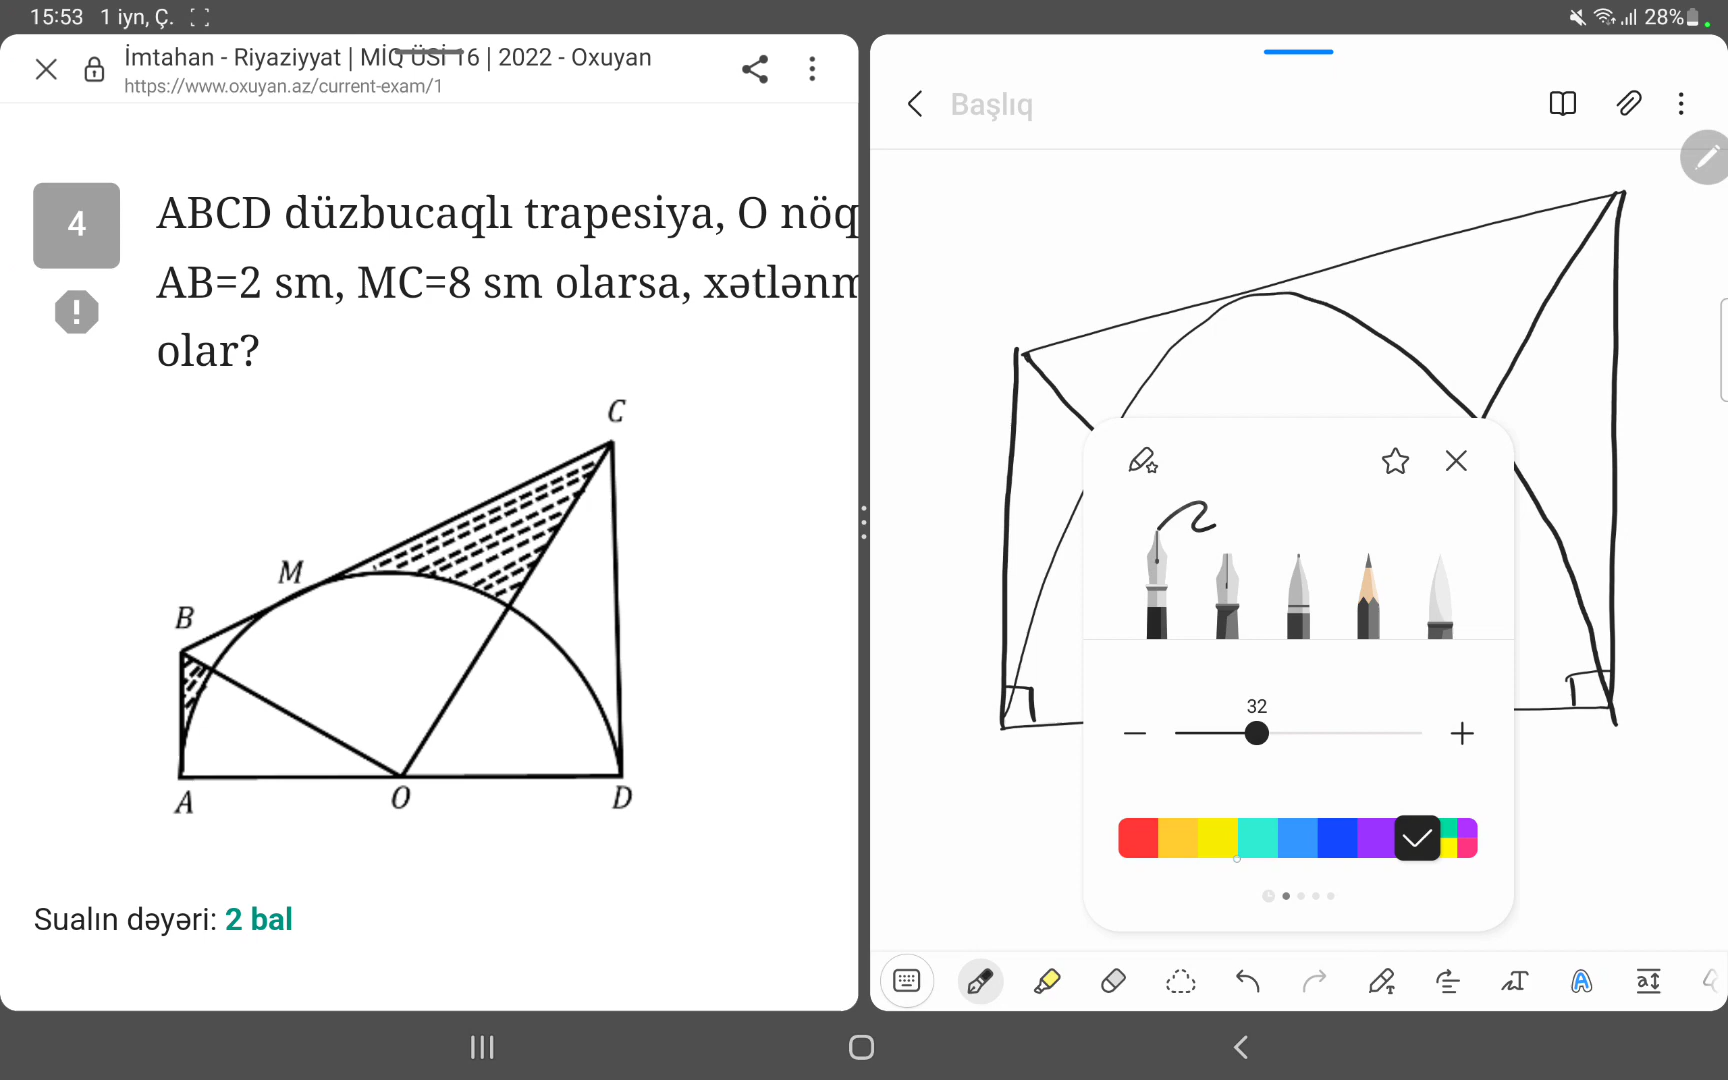 15:53 1 iyn, Ç. 28%
İmtahan - Riyaziyyat | MİQ ÜSİ 16 | 2022 - Oxuyan
https://www.oxuyan.az/current-exam/1
Başlıq
4
ABCD düzbucaqlı trapesiya, O nöq
AB=2 sm, MC=8 sm olarsa, xətlənm
olar?
C
M
B
A O D
Sualın dəyəri: 2 bal
32